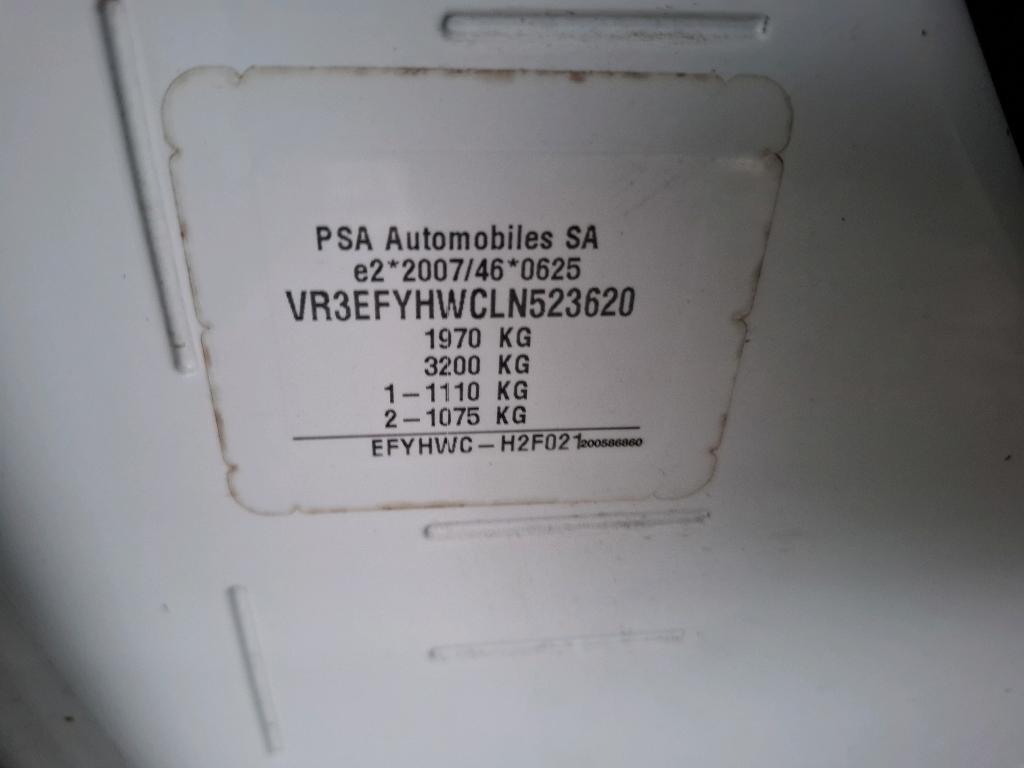 PSA Automobiles SA
e2*2007/46*0625
VR3EFYHWCLN523620
1970 KG
3200 KG
1-1110 KG
2-1075 KG
EFYHWC-H2F021200586860